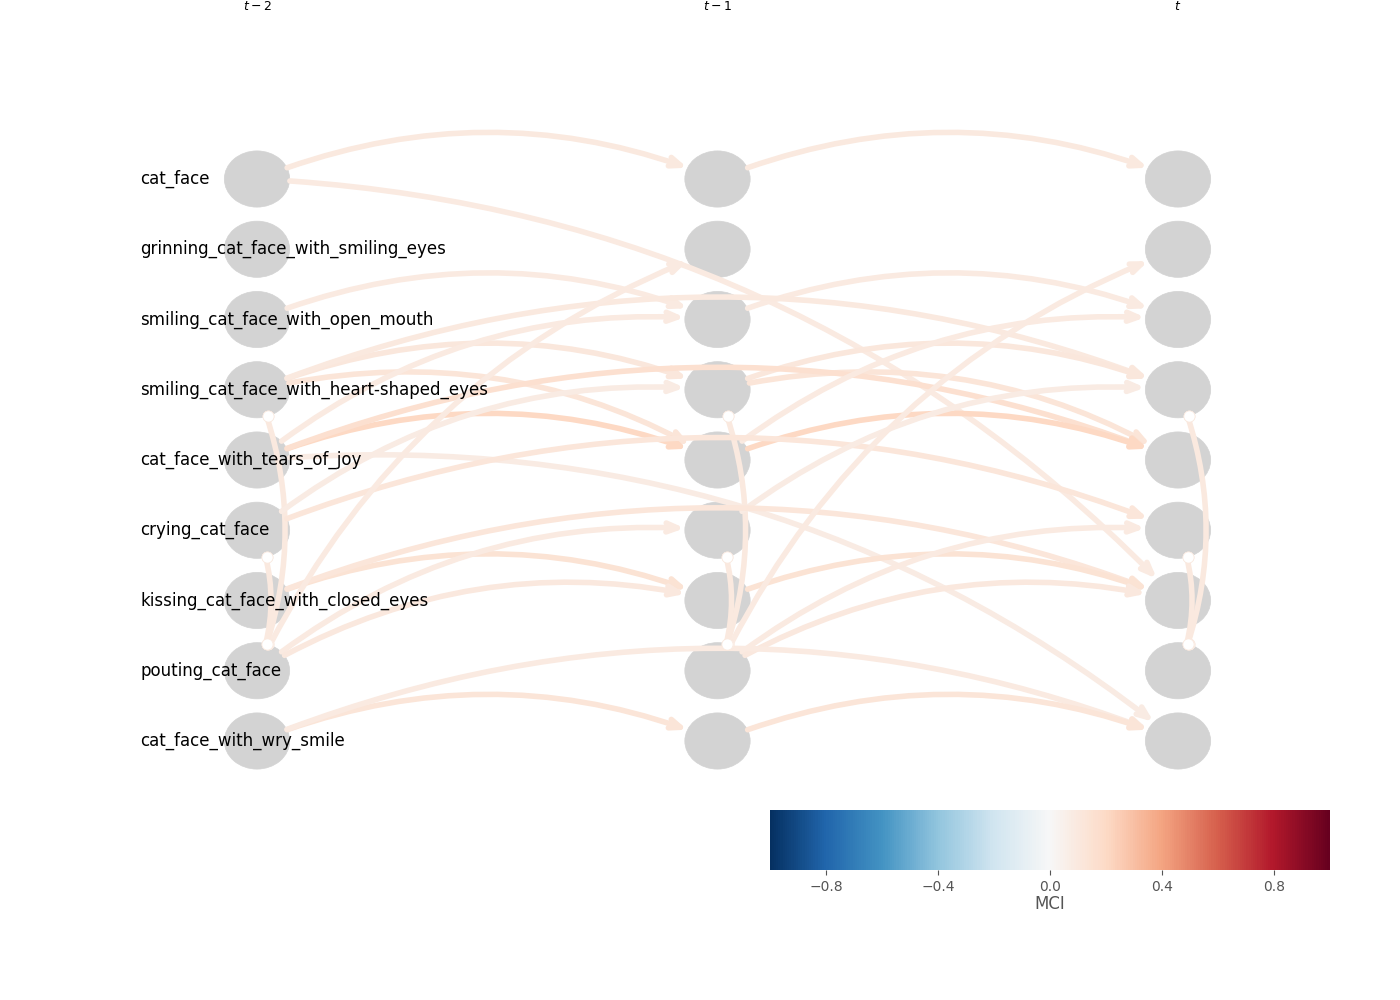 t − 2 t − 1 t
cat_face
grinning_cat_face_with_smiling_eyes
smiling_cat_face_with_open_mouth
smiling_cat_face_with_heart-shaped_eyes
cat_face_with_tears_of_joy
crying_cat_face
kissing_cat_face_with_closed_eyes
pouting_cat_face
cat_face_with_wry_smile
−0.8 −0.4 0.0 0.4 0.8
MCI